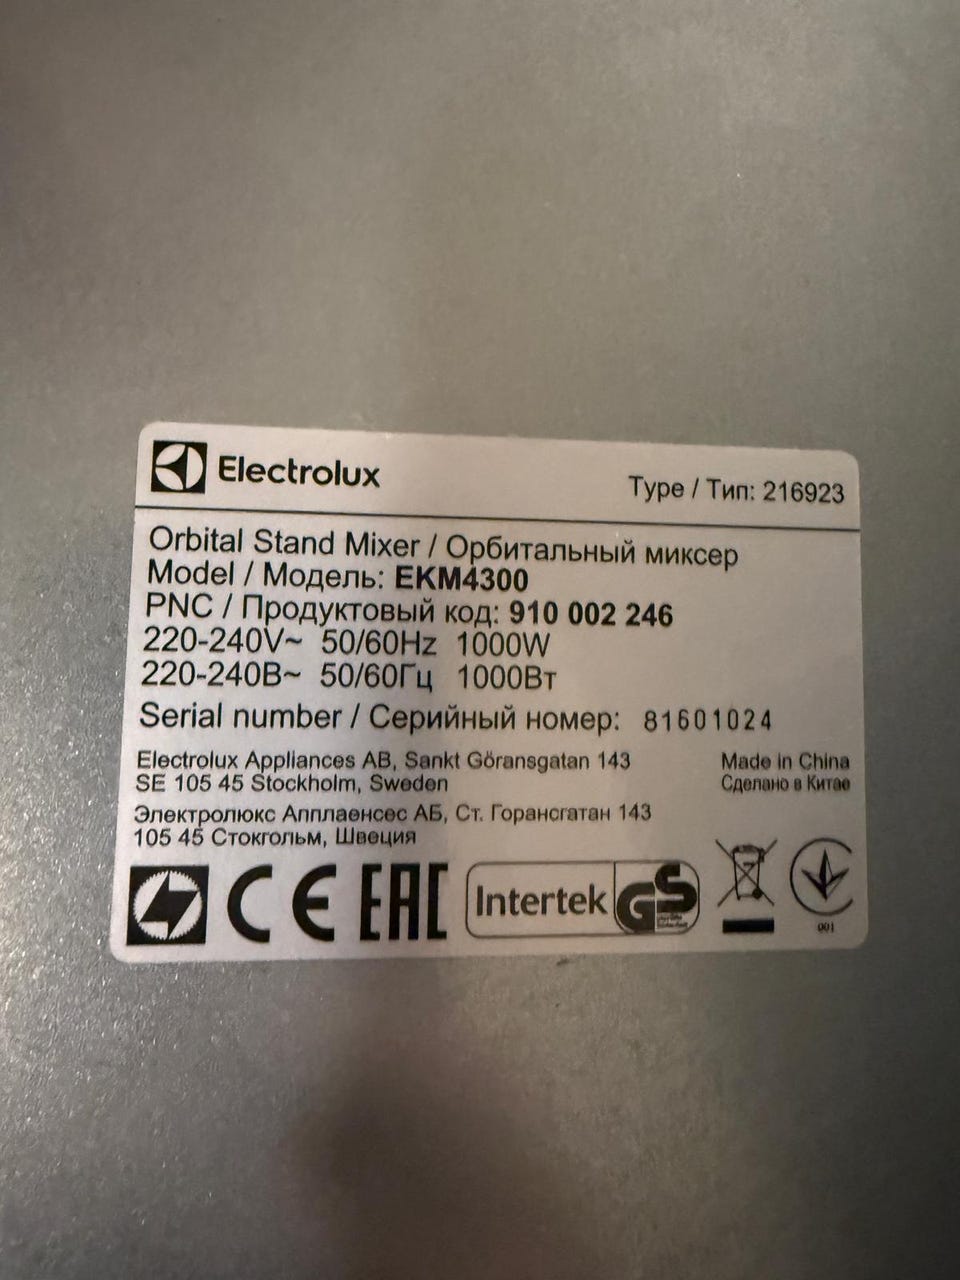 Electrolux
Type / Тип: 216923
Orbital Stand Mixer / Орбитальный миксер
Model / Модель: EKM4300
PNC / Продуктовый код: 910 002 246
220-240V~ 50/60Hz 1000W
220-240В~ 50/60Гц 1000Вт
Serial number / Серийный номер: 81601024
Electrolux Appliances AB, Sankt Göransgatan 143
SE 105 45 Stockholm, Sweden
Made in China
Сделано в Китае
Электролюкс Апплаенсес АБ, Ст. Горансгатан 143
105 45 Стокгольм, Швеция
CE EAC Intertek GS
001